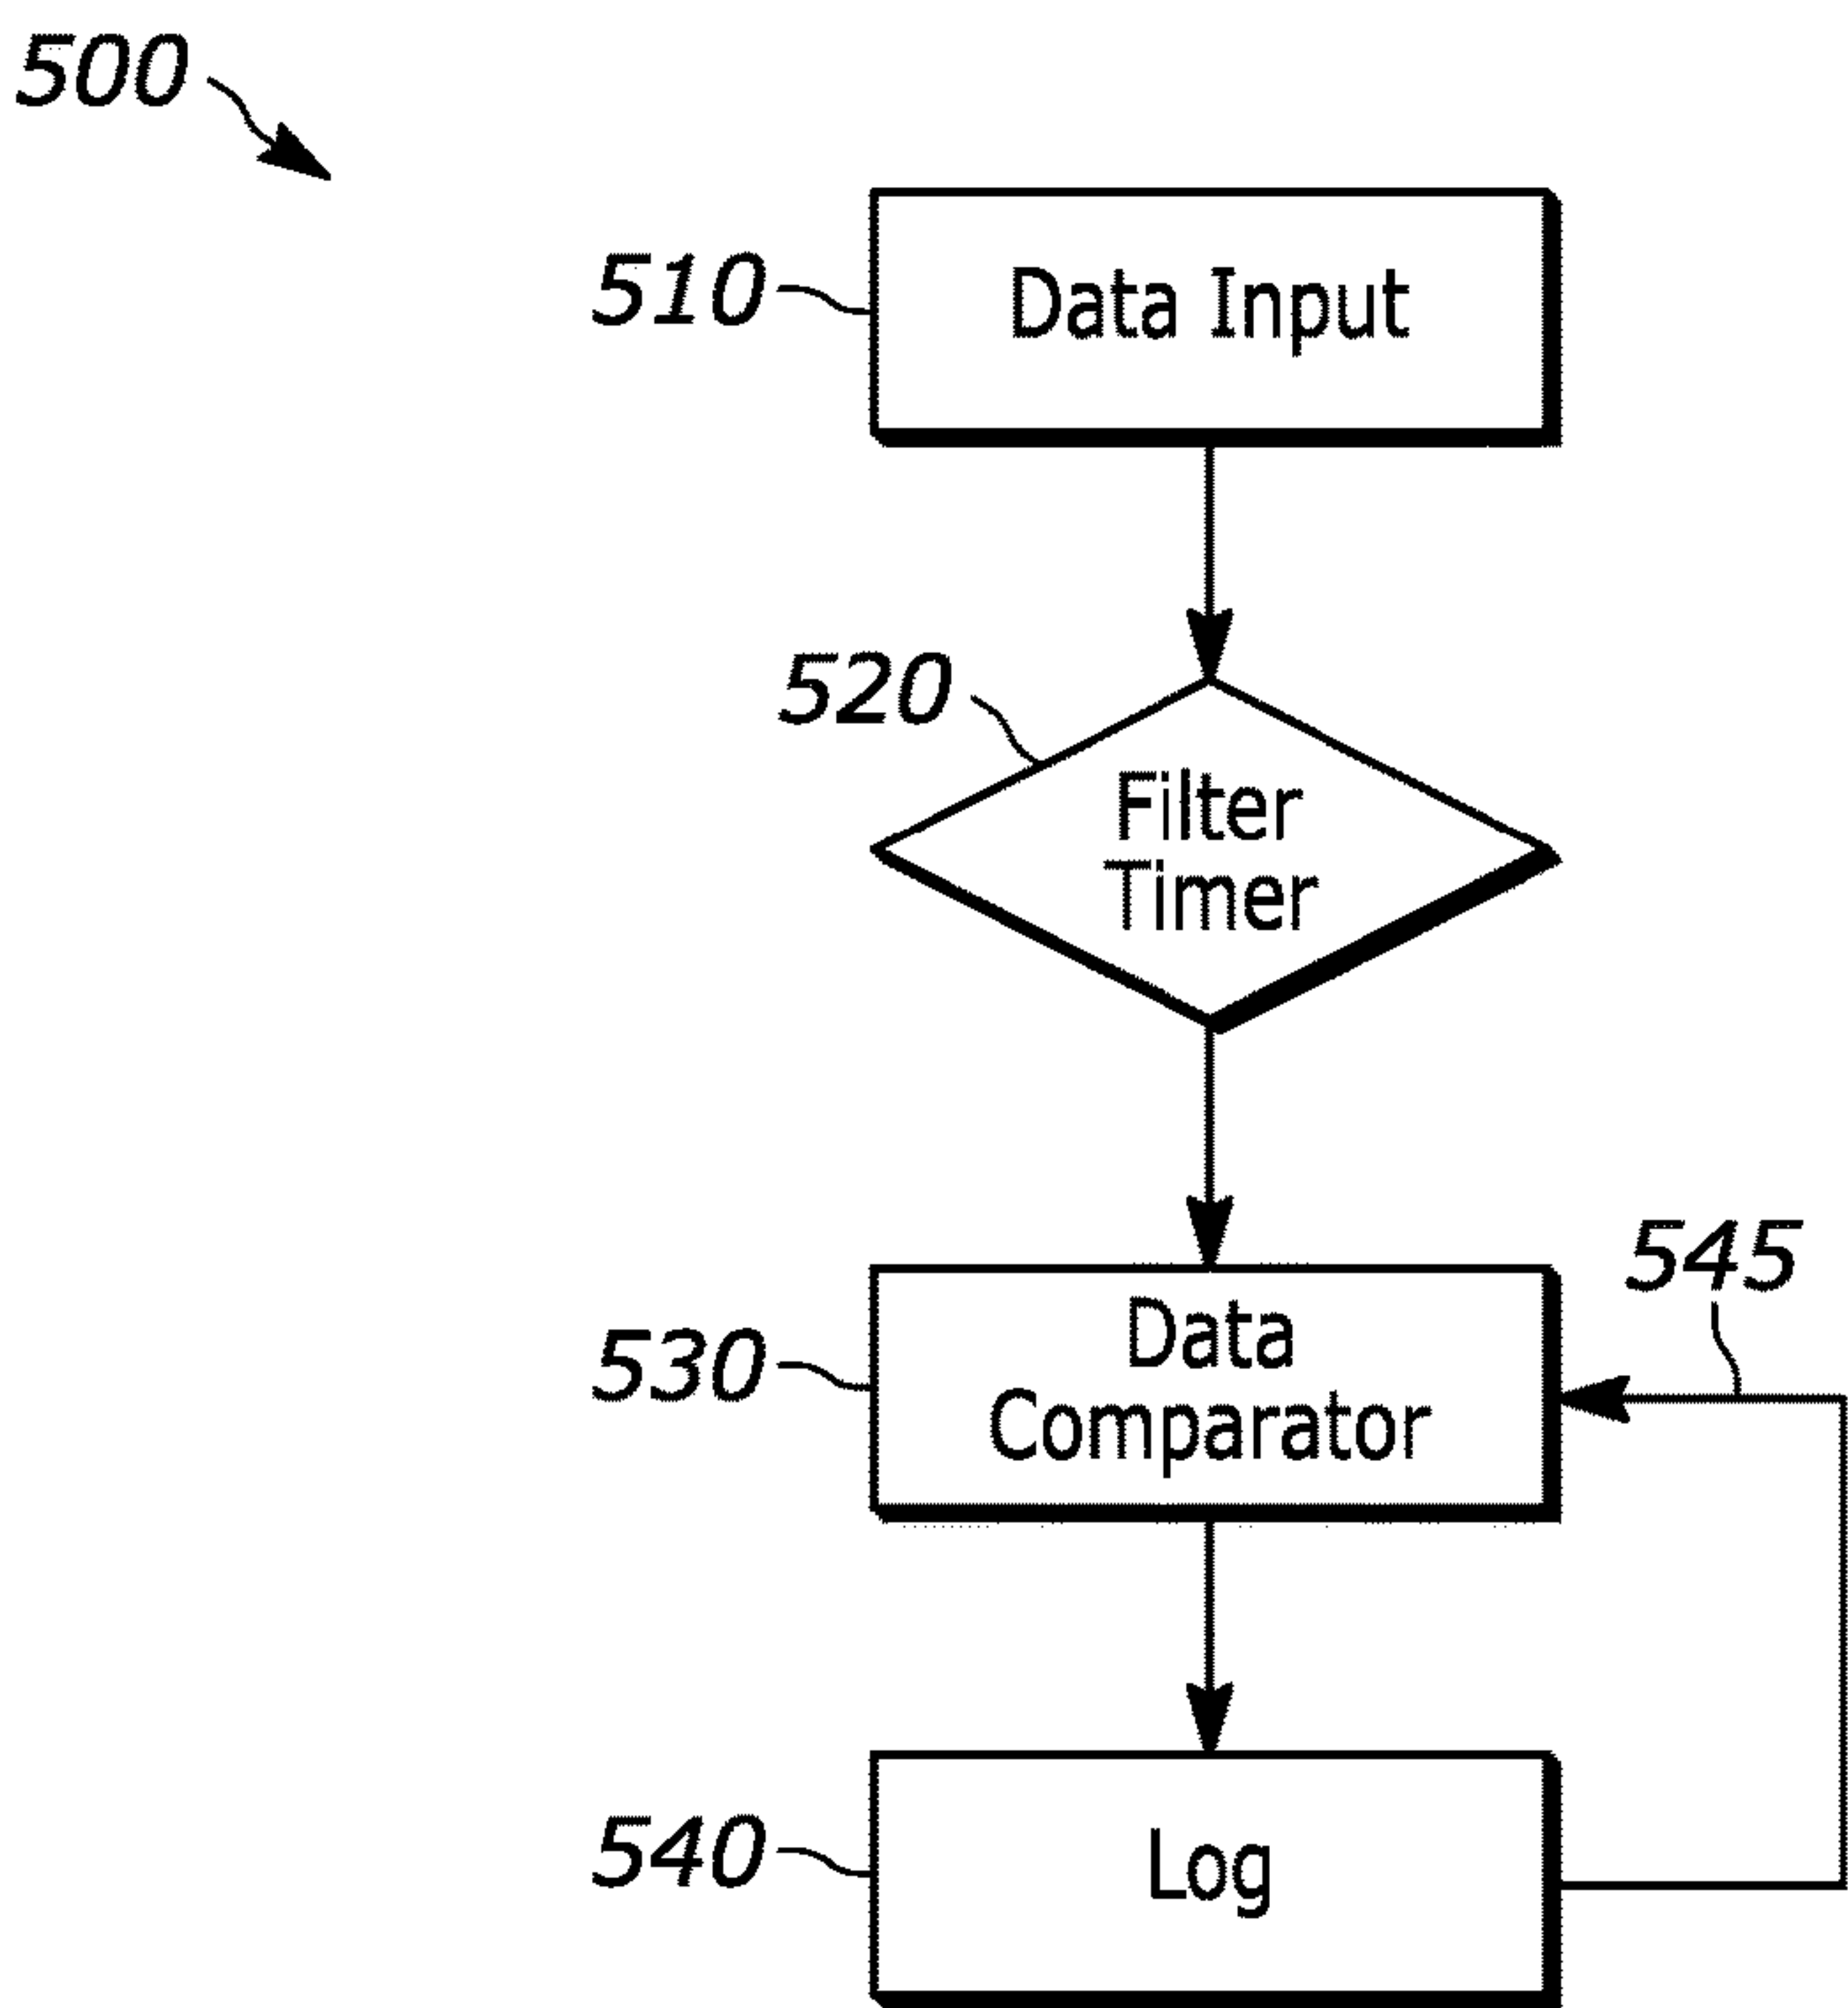 500
510
Data Input
520
Filter
Timer
545
530
Data
Comparator
540
Log